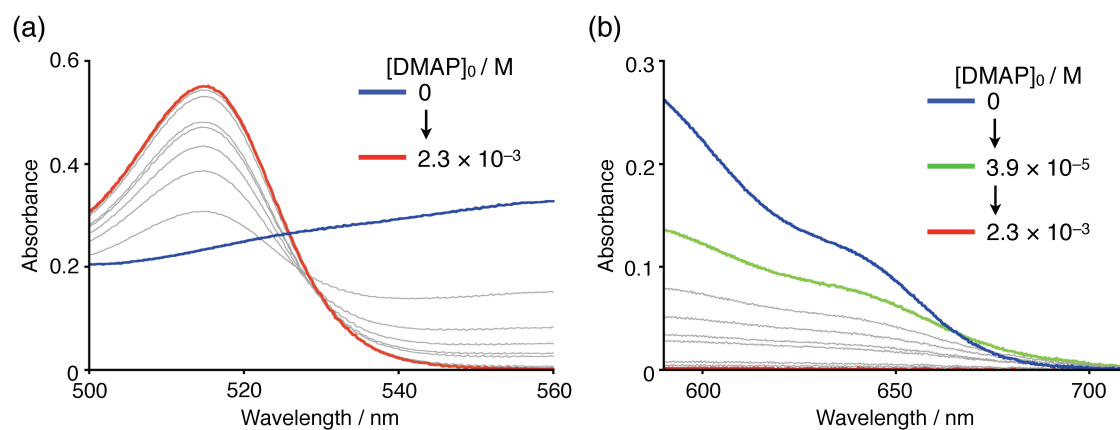 (a)
[DMAP]₀ / M
0
2.3 × 10⁻³
Absorbance
0.6
0.4
0.2
0
500
520
540
560
Wavelength / nm
(b)
[DMAP]₀ / M
0
3.9 × 10⁻⁵
2.3 × 10⁻³
Absorbance
0.3
0.2
0.1
0
600
650
700
Wavelength / nm